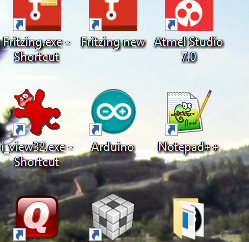 Fritzing.exe - Shortcut
Fritzing new
Atmel Studio 7.0
i_view32.exe - Shortcut
Arduino
Notepad++